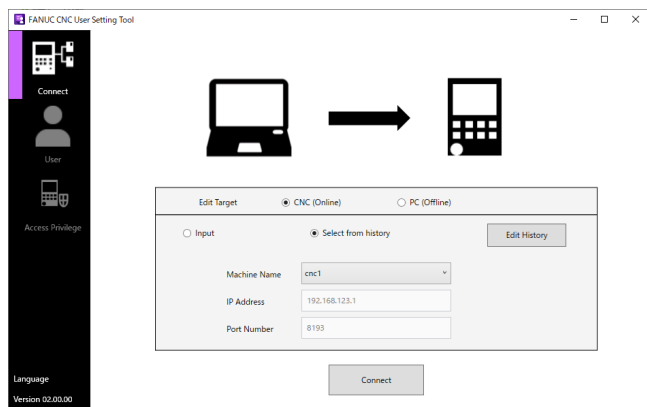 FANUC CNC User Setting Tool
Connect
User
Access Privilege
Edit Target CNC (Online) PC (Offline)
Input Select from history Edit History
Machine Name cnc1
IP Address 192.168.123.1
Port Number 8193
Connect
Language
Version 02.00.00